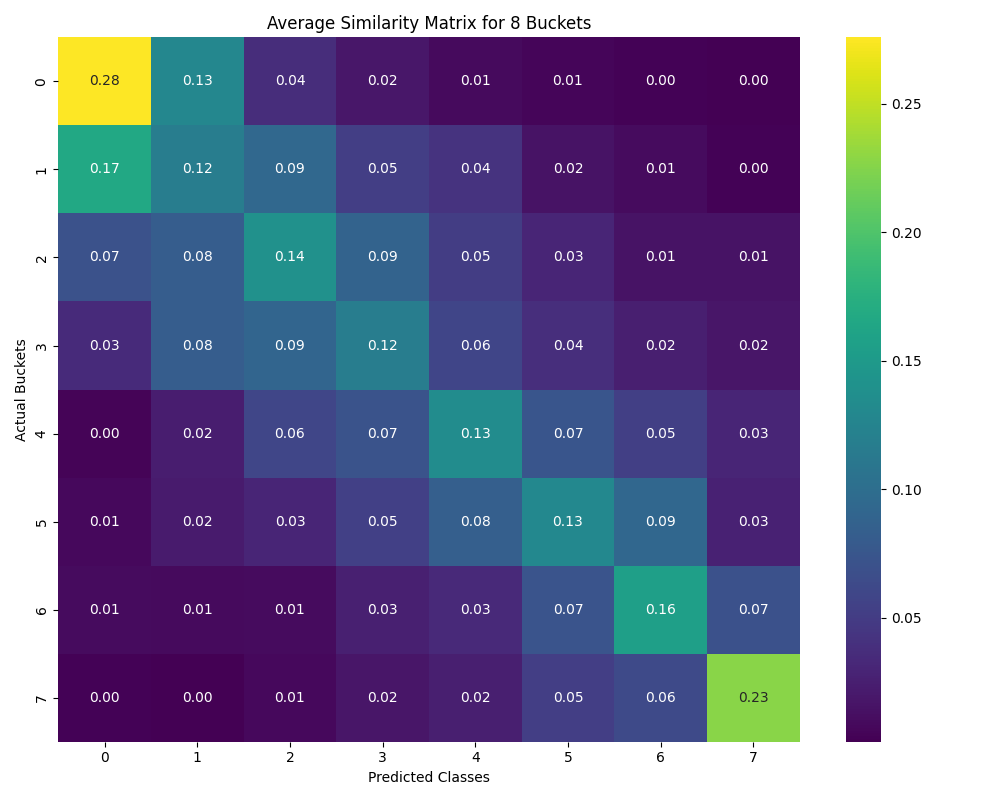 Average Similarity Matrix for 8 Buckets
0 0.28 0.13 0.04 0.02 0.01 0.01 0.00 0.00
1 0.17 0.12 0.09 0.05 0.04 0.02 0.01 0.00
2 0.07 0.08 0.14 0.09 0.05 0.03 0.01 0.01
3 0.03 0.08 0.09 0.12 0.06 0.04 0.02 0.02
4 0.00 0.02 0.06 0.07 0.13 0.07 0.05 0.03
5 0.01 0.02 0.03 0.05 0.08 0.13 0.09 0.03
6 0.01 0.01 0.01 0.03 0.03 0.07 0.16 0.07
7 0.00 0.00 0.01 0.02 0.02 0.05 0.06 0.23
0 1 2 3 4 5 6 7
Predicted Classes
Actual Buckets
0.25
0.20
0.15
0.10
0.05